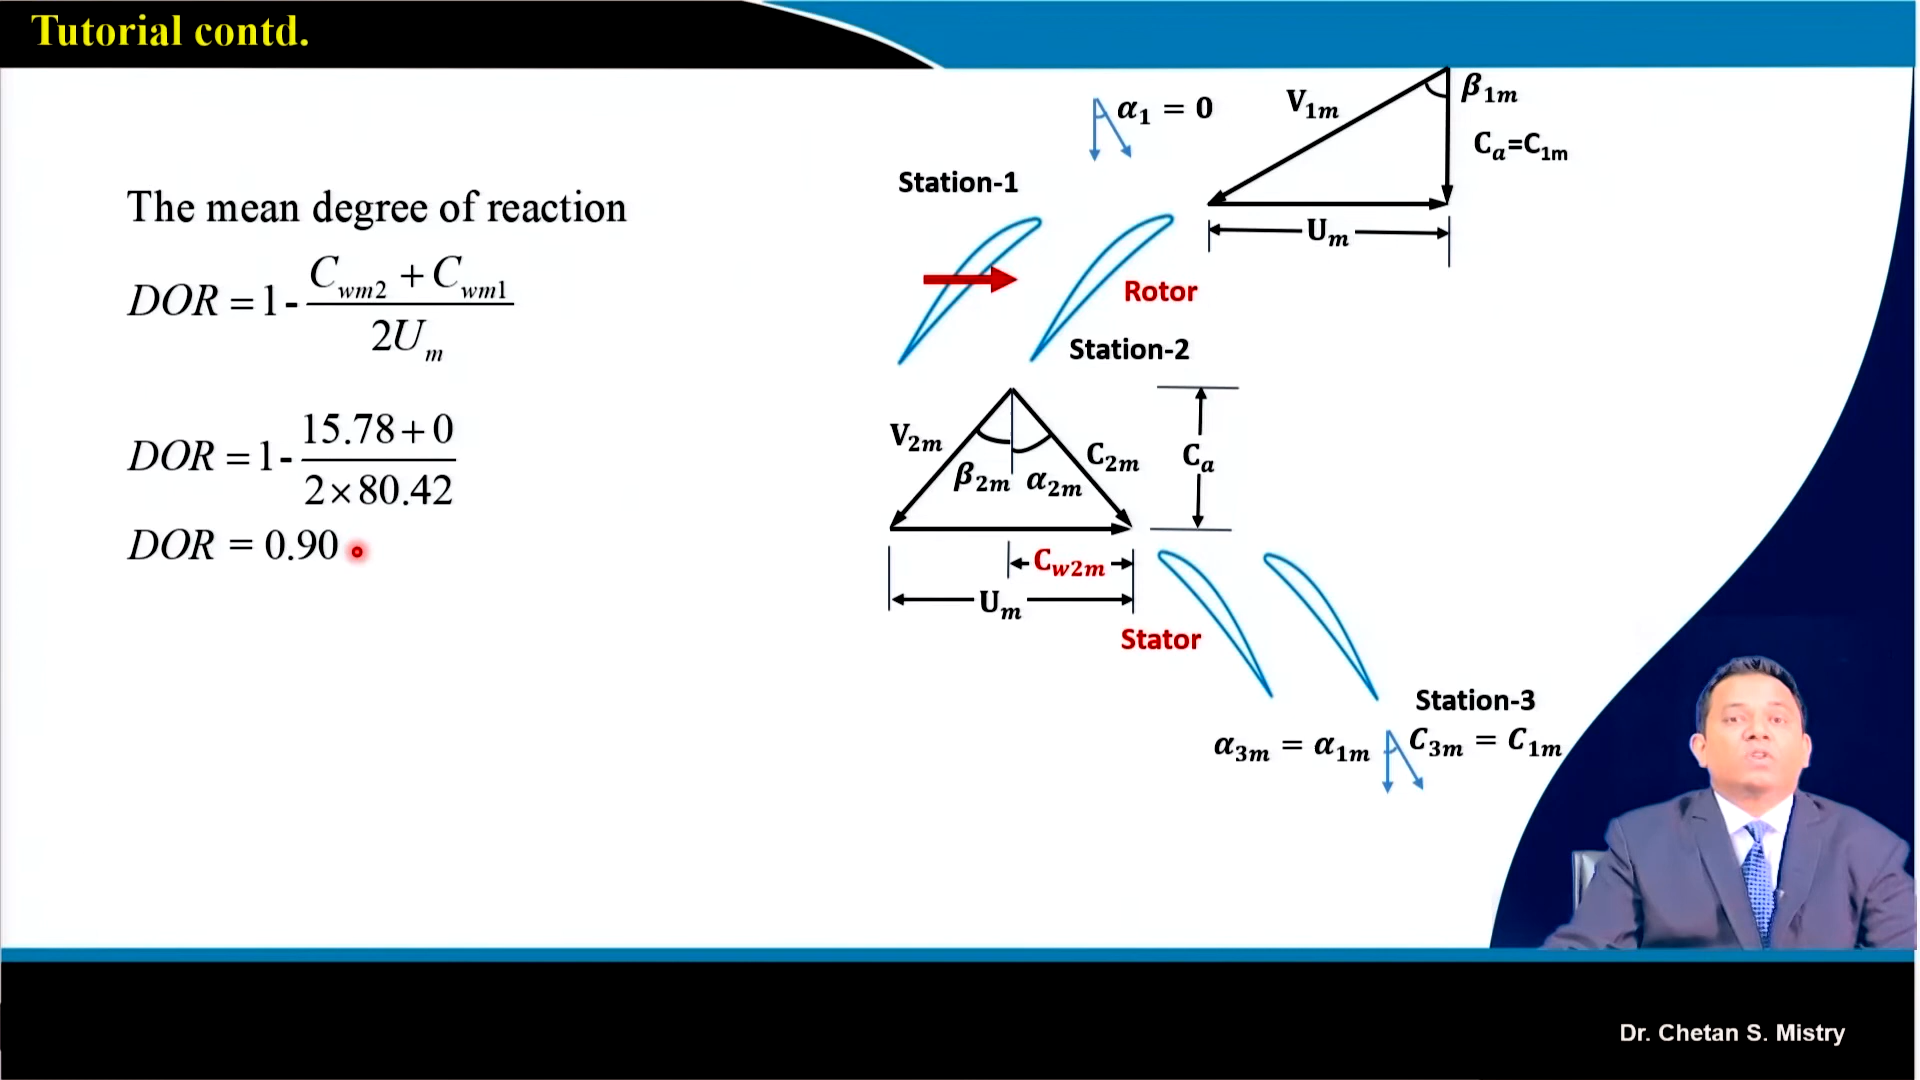 Tutorial contd.
The mean degree of reaction
DOR = 1 - (C_wm2 + C_wm1) / (2U_m)
DOR = 1 - (15.78 + 0) / (2 × 80.42)
DOR = 0.90
α₁ = 0
V₁ₘ
β₁ₘ
Cₐ=C₁ₘ
Uₘ
Station-1
Rotor
Station-2
V₂ₘ
β₂ₘ
α₂ₘ
C₂ₘ
Cₐ
C_w2m
Uₘ
Stator
Station-3
α₃ₘ = α₁ₘ
C₃ₘ = C₁ₘ
Dr. Chetan S. Mistry